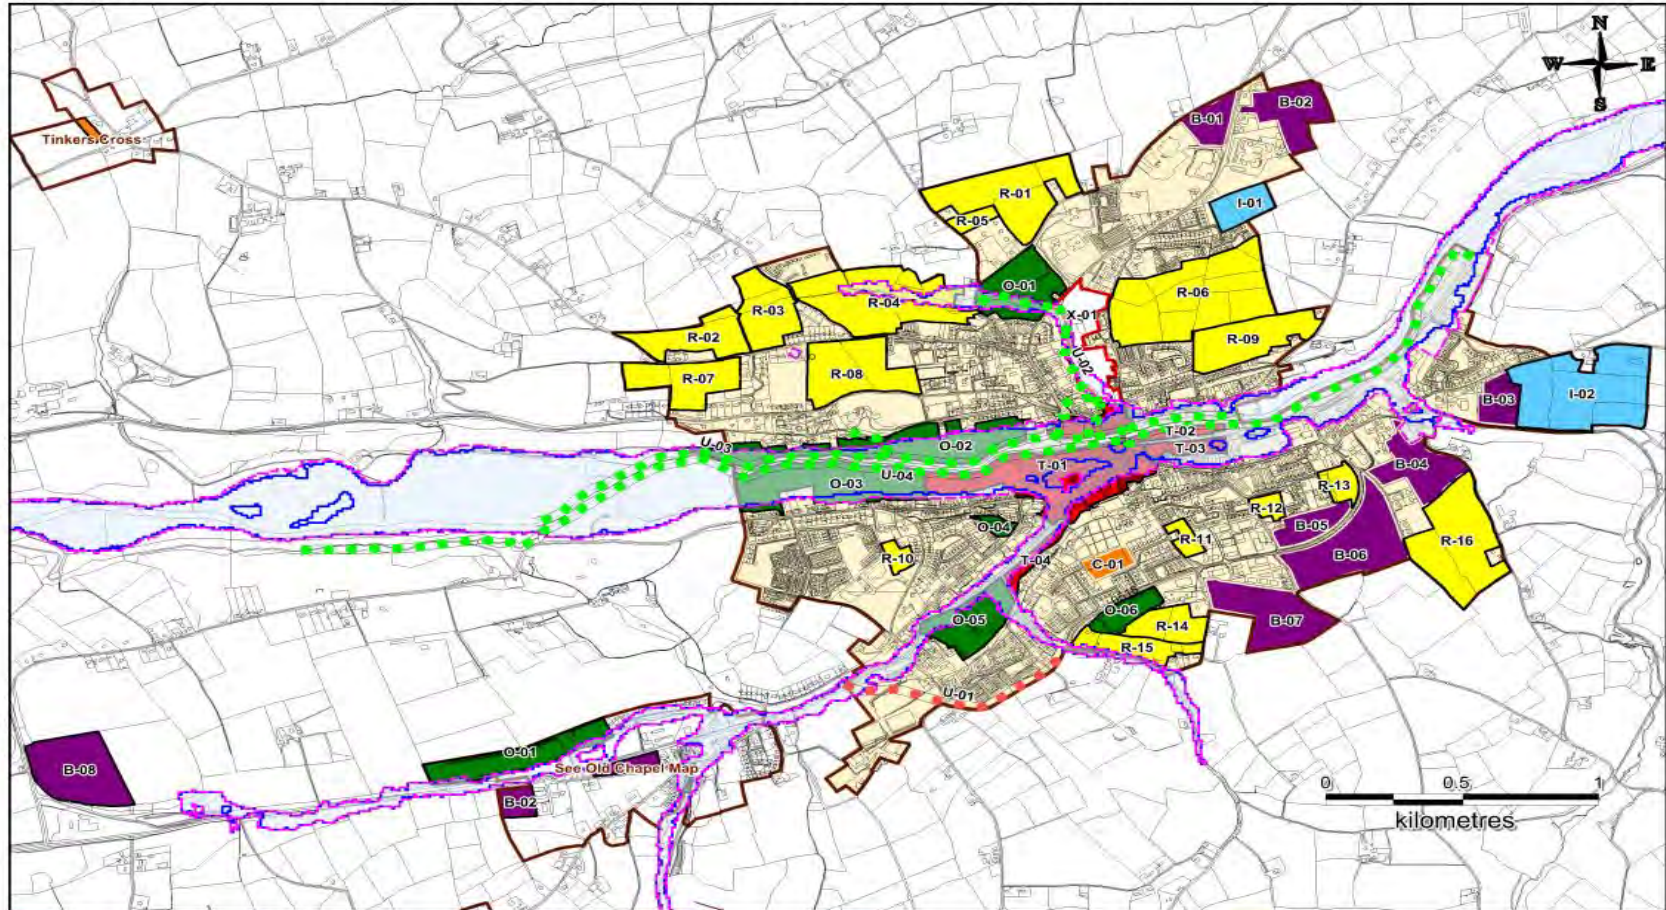 N
W E
S
B-02
B-01
Tinkers Cross
R-01
I-01
R-05
O-01
R-06
R-04
R-03
X-01
R-02
R-09
U-02
R-07
R-08
I-02
B-03
T-02
U-03
O-02
T-03
T-01
B-04
U-04
O-03
R-13
R-12
O-04
B-05
R-11
R-10
T-04
B-06
R-16
C-01
O-06
B-07
O-05
R-14
R-15
U-01
O-01
See Old Chapel Map
B-08
B-02
0 0.5 1
kilometres